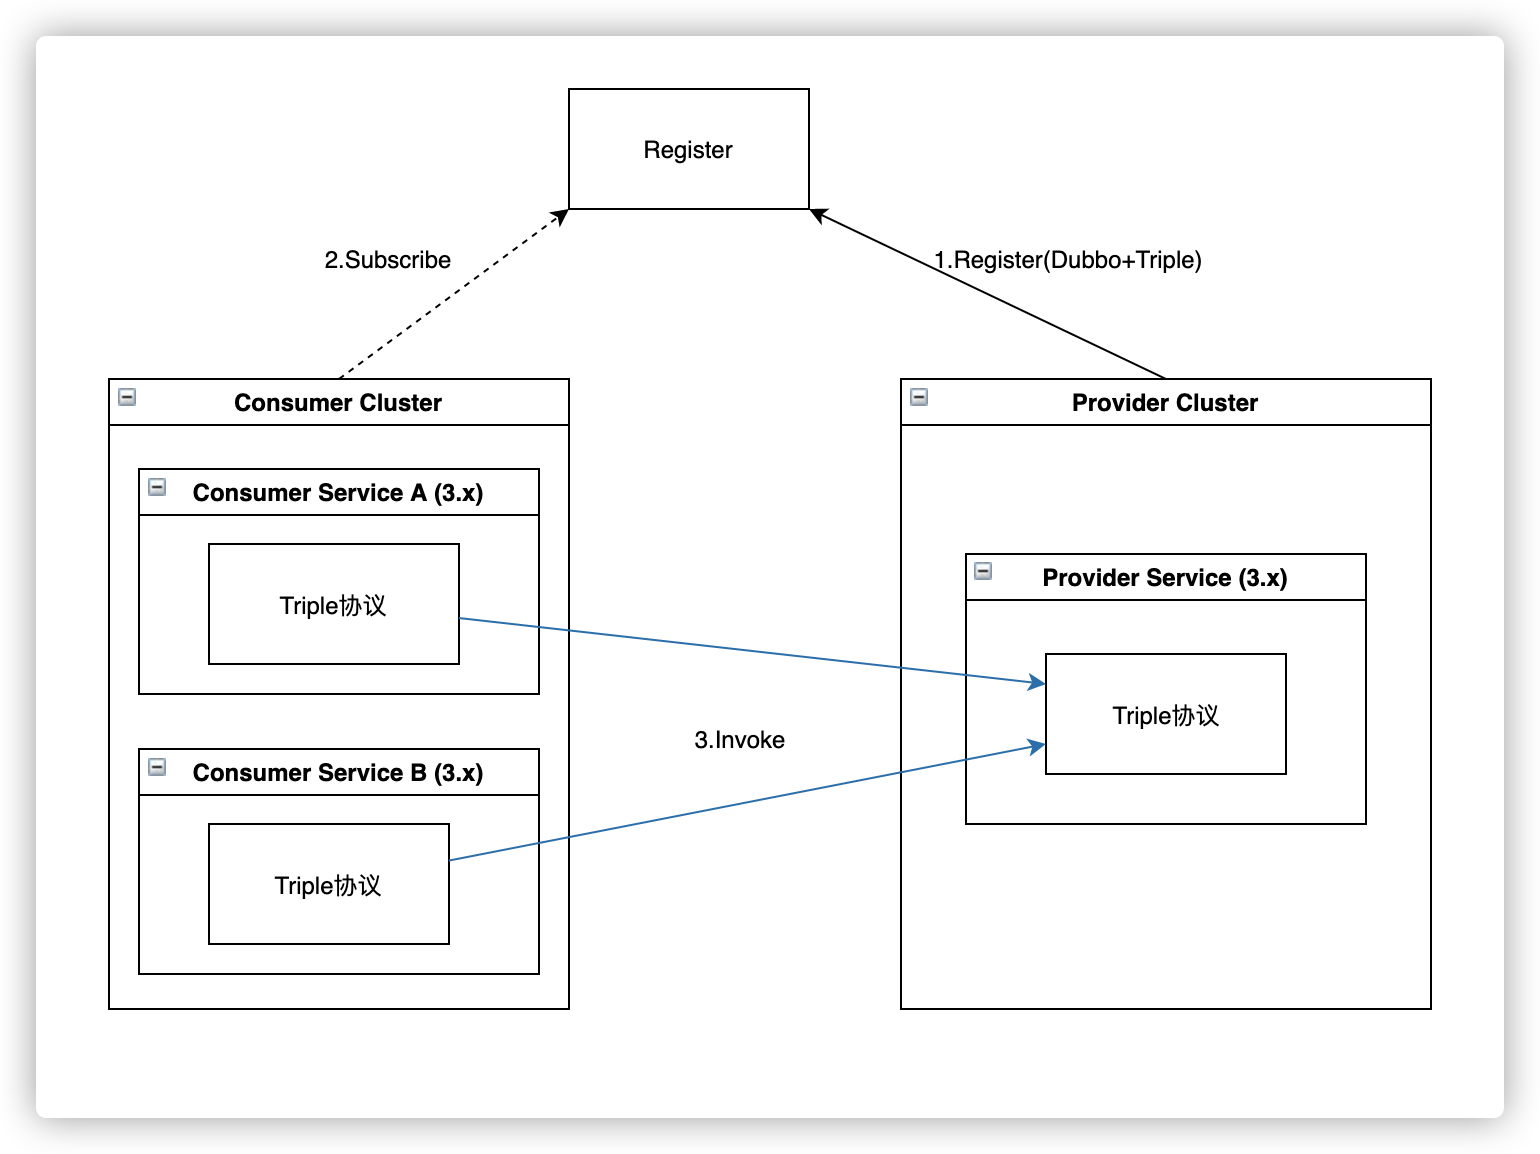 Register
2.Subscribe
1.Register(Dubbo+Triple)
Consumer Cluster
Provider Cluster
Consumer Service A (3.x)
Triple协议
Provider Service (3.x)
Triple协议
3.Invoke
Consumer Service B (3.x)
Triple协议